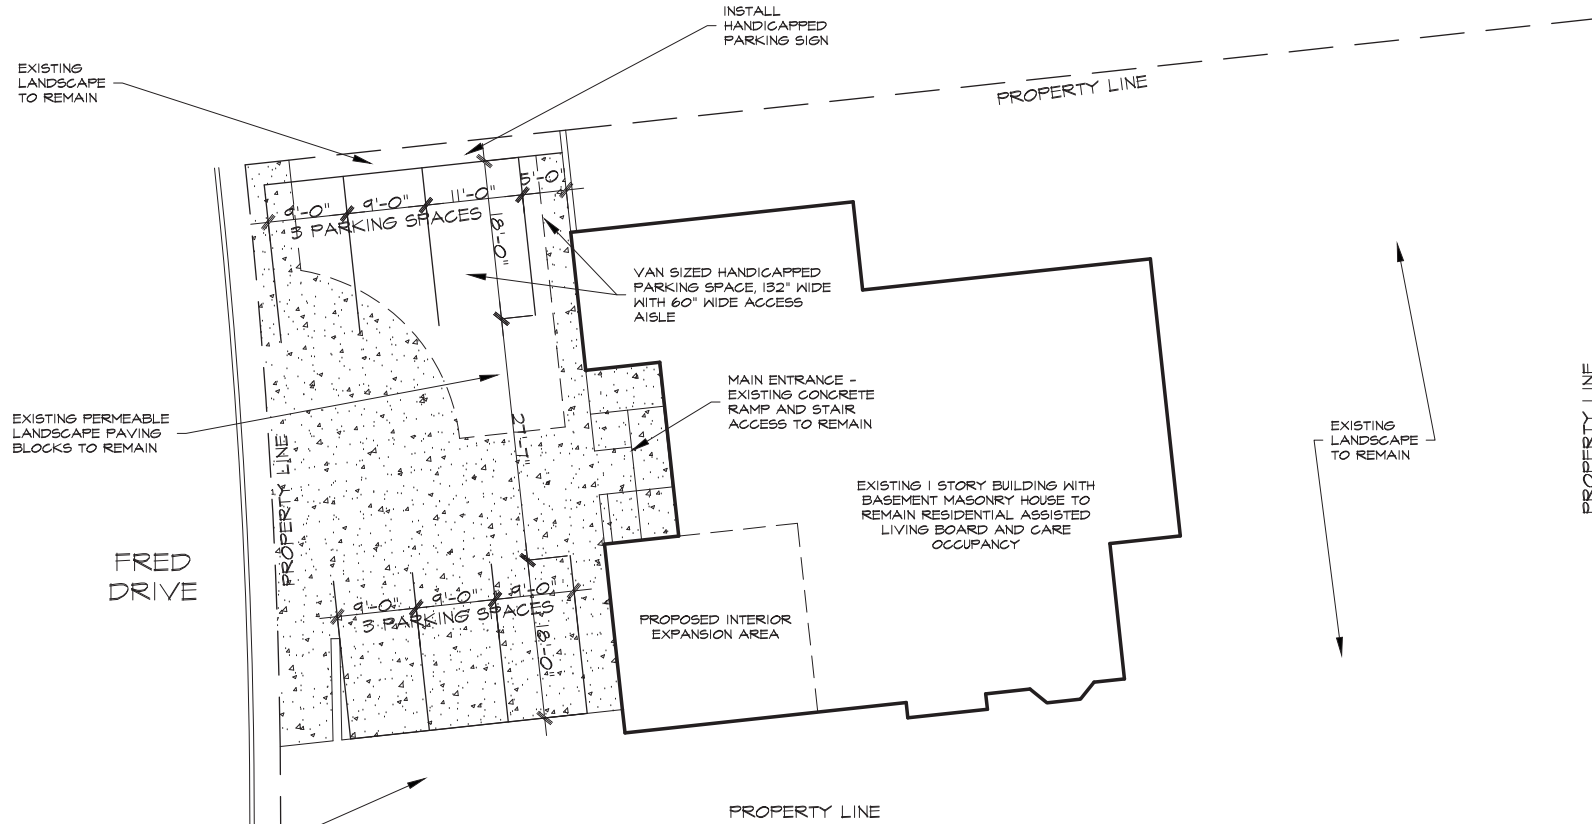 INSTALL
HANDICAPPED
PARKING SIGN
EXISTING
LANDSCAPE
TO REMAIN
PROPERTY LINE
9'-0"
9'-0"
11'-0"
5'-0"
3 PARKING SPACES
18'-0"
VAN SIZED HANDICAPPED
PARKING SPACE, 132" WIDE
WITH 60" WIDE ACCESS
AISLE
MAIN ENTRANCE -
EXISTING CONCRETE
RAMP AND STAIR
ACCESS TO REMAIN
EXISTING PERMEABLE
LANDSCAPE PAVING
BLOCKS TO REMAIN
PROPERTY LINE
27'-7"
EXISTING
LANDSCAPE
TO REMAIN
PROPERTY LINE
EXISTING 1 STORY BUILDING WITH
BASEMENT MASONRY HOUSE TO
REMAIN RESIDENTIAL ASSISTED
LIVING BOARD AND CARE
OCCUPANCY
FRED
DRIVE
9'-0"
9'-0"
9'-0"
3 PARKING SPACES
18'-0"
PROPOSED INTERIOR
EXPANSION AREA
PROPERTY LINE